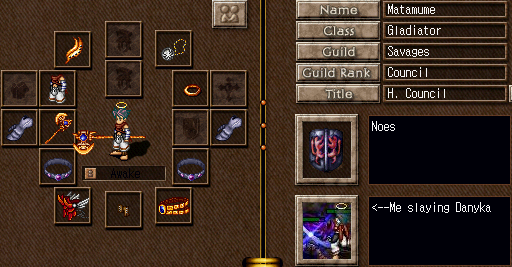 Name Matamume
Class Gladiator
Guild Savages
Guild Rank Council
Title H. Council
Awake
Noes
<--Me slaying Danyka